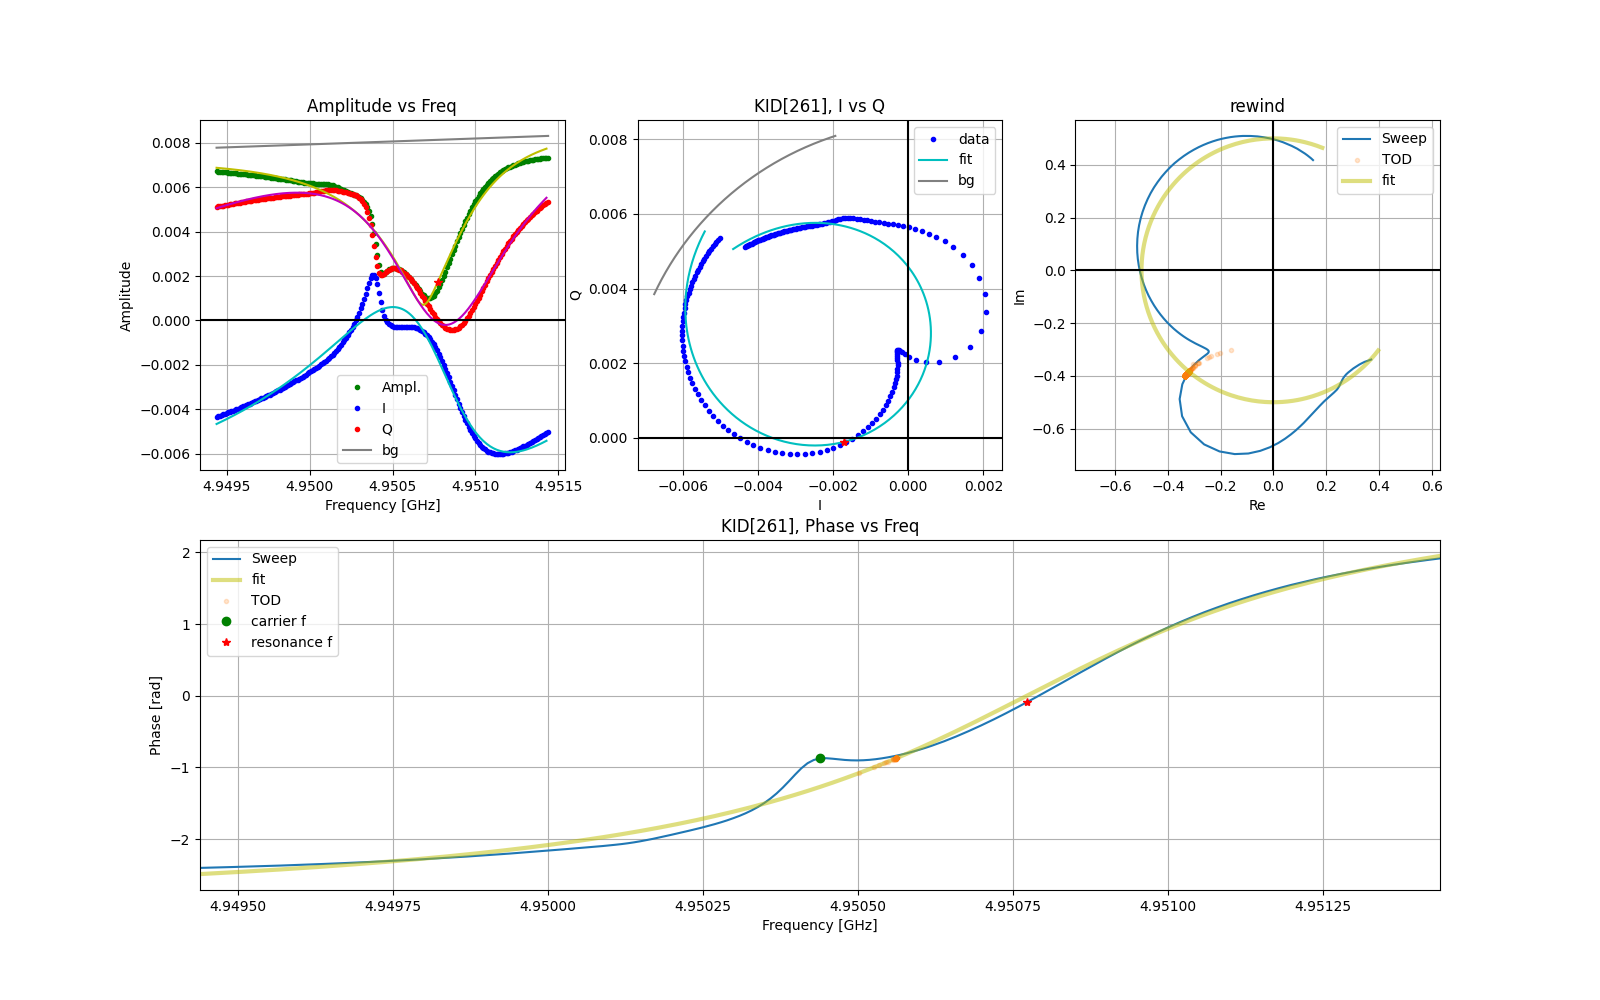 Amplitude vs Freq
Amplitude
0.008
0.006
0.004
0.002
0.000
−0.002
−0.004
−0.006
Ampl.
I
Q
bg
4.9495 4.9500 4.9505 4.9510 4.9515
Frequency [GHz]
KID[261], I vs Q
Q
0.008
0.006
0.004
0.002
0.000
data
fit
bg
−0.006 −0.004 −0.002 0.000 0.002
I
rewind
Im
0.4
0.2
0.0
−0.2
−0.4
−0.6
Sweep
TOD
fit
−0.6 −0.4 −0.2 0.0 0.2 0.4 0.6
Re
KID[261], Phase vs Freq
Phase [rad]
2
1
0
−1
−2
Sweep
fit
TOD
carrier f
resonance f
4.94950 4.94975 4.95000 4.95025 4.95050 4.95075 4.95100 4.95125
Frequency [GHz]